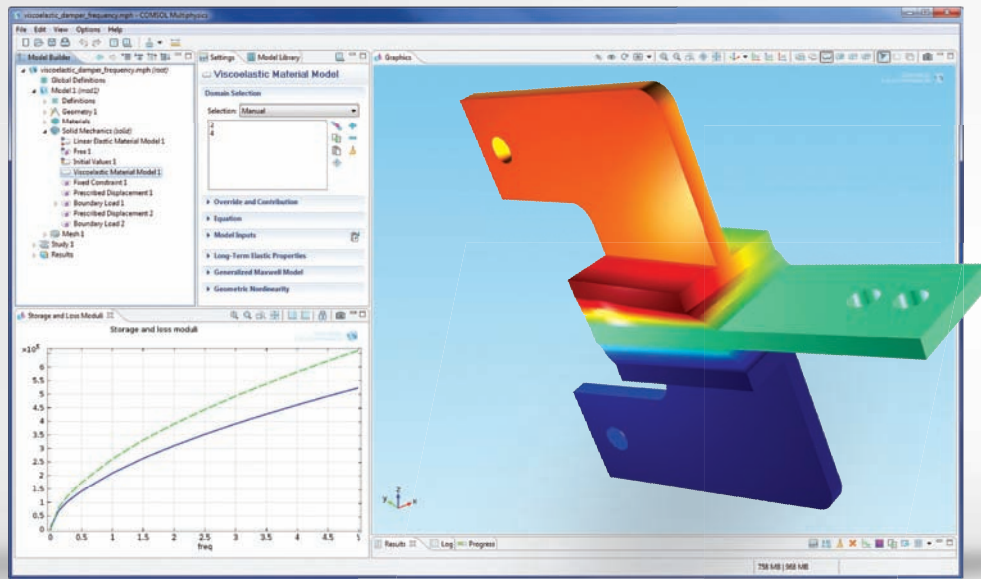 viscoelastic_damper_frequency.mph - COMSOL Multiphysics
File Edit View Options Help
Model Builder
viscoelastic_damper_frequency.mph (root)
Global Definitions
Model 1 (mod1)
Definitions
Geometry 1
Materials
Solid Mechanics (solid)
Linear Elastic Material Model 1
Free 1
Initial Values 1
Viscoelastic Material Model 1
Fixed Constraint 1
Prescribed Displacement 1
Boundary Load 1
Prescribed Displacement 2
Boundary Load 2
Mesh 1
Study 1
Results
Settings Model Library
Viscoelastic Material Model
Domain Selection
Selection: Manual
2
4
Override and Contribution
Equation
Model Inputs
Long-Term Elastic Properties
Generalized Maxwell Model
Geometric Nonlinearity
Graphics
z
y x
Storage and Loss Moduli
Storage and loss moduli
×10⁵
6
5.5
5
4.5
4
3.5
3
2.5
2
1.5
1
0.5
0
0 0.5 1 1.5 2 2.5 3 3.5 4 4.5 5
freq
Results Log Progress
758 MB | 968 MB